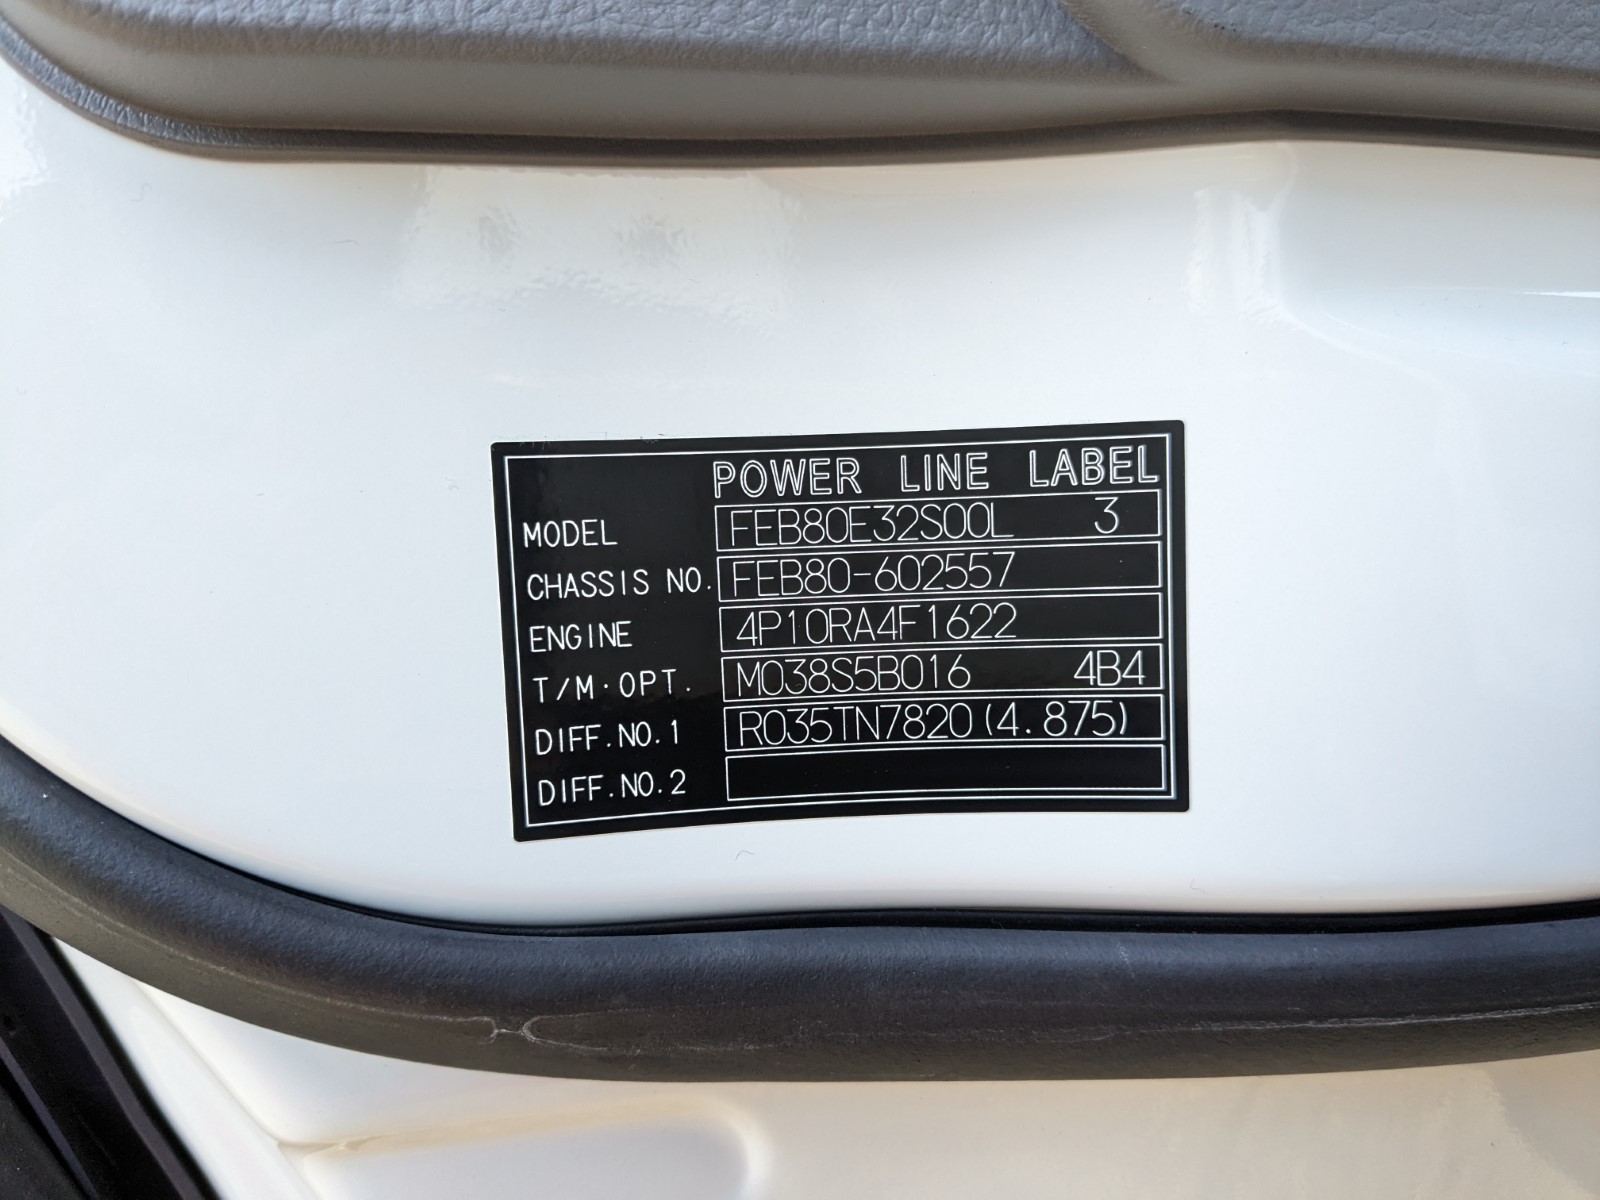 POWER LINE LABEL
MODEL FEB80E32S00L 3
CHASSIS NO. FEB80-602557
ENGINE 4P10RA4F1622
T/M·OPT. M038S5B016 4B4
DIFF.NO.1 R035TN7820(4.875)
DIFF.NO.2